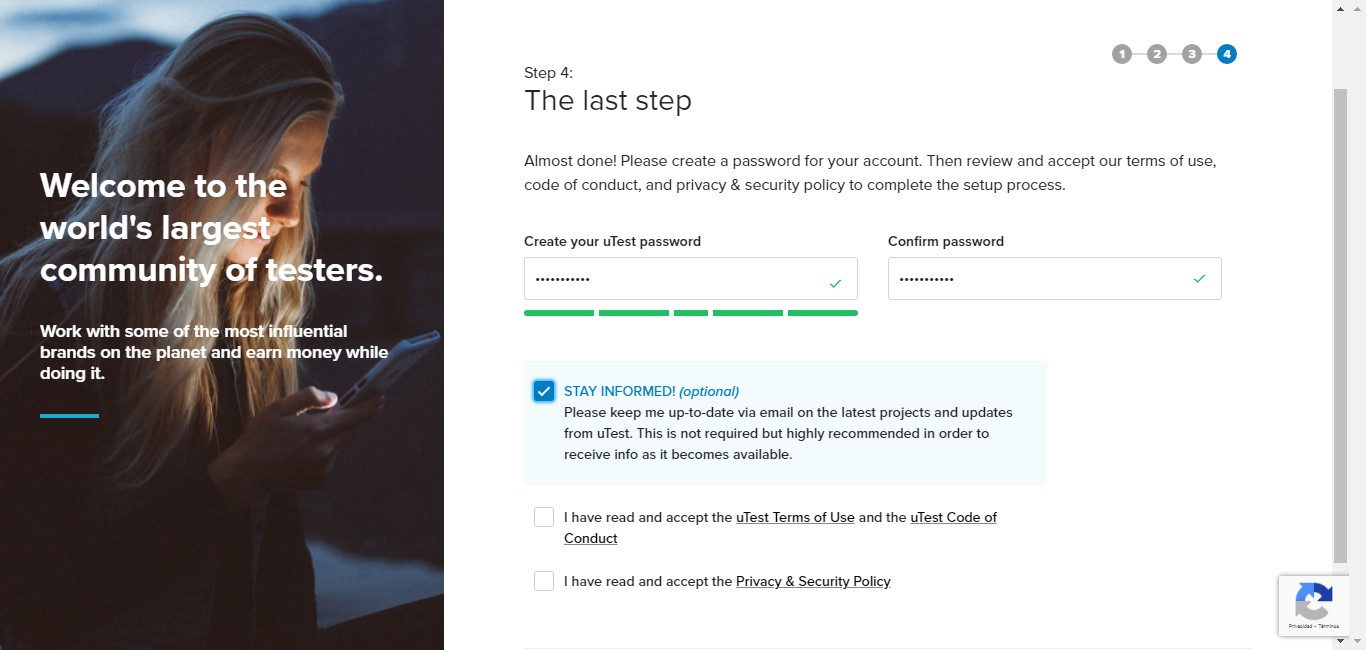 Welcome to the
world's largest
community of testers.
Work with some of the most influential
brands on the planet and earn money while
doing it.
1 2 3 4
Step 4:
The last step
Almost done! Please create a password for your account. Then review and accept our terms of use,
code of conduct, and privacy & security policy to complete the setup process.
Create your uTest password
Confirm password
•••••••••••
•••••••••••
STAY INFORMED! (optional)
Please keep me up-to-date via email on the latest projects and updates
from uTest. This is not required but highly recommended in order to
receive info as it becomes available.
I have read and accept the uTest Terms of Use and the uTest Code of
Conduct
I have read and accept the Privacy & Security Policy
Privacidad - Términos